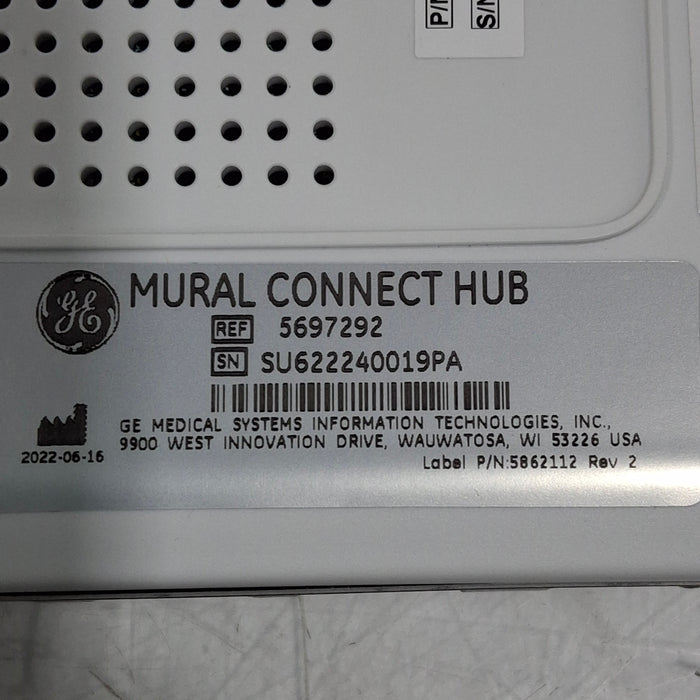 P/N
S/N
GE
MURAL CONNECT HUB
REF 5697292
SN SU622240019PA
GE MEDICAL SYSTEMS INFORMATION TECHNOLOGIES, INC.,
9900 WEST INNOVATION DRIVE, WAUWATOSA, WI 53226 USA
2022-06-16
Label P/N:5862112 Rev 2